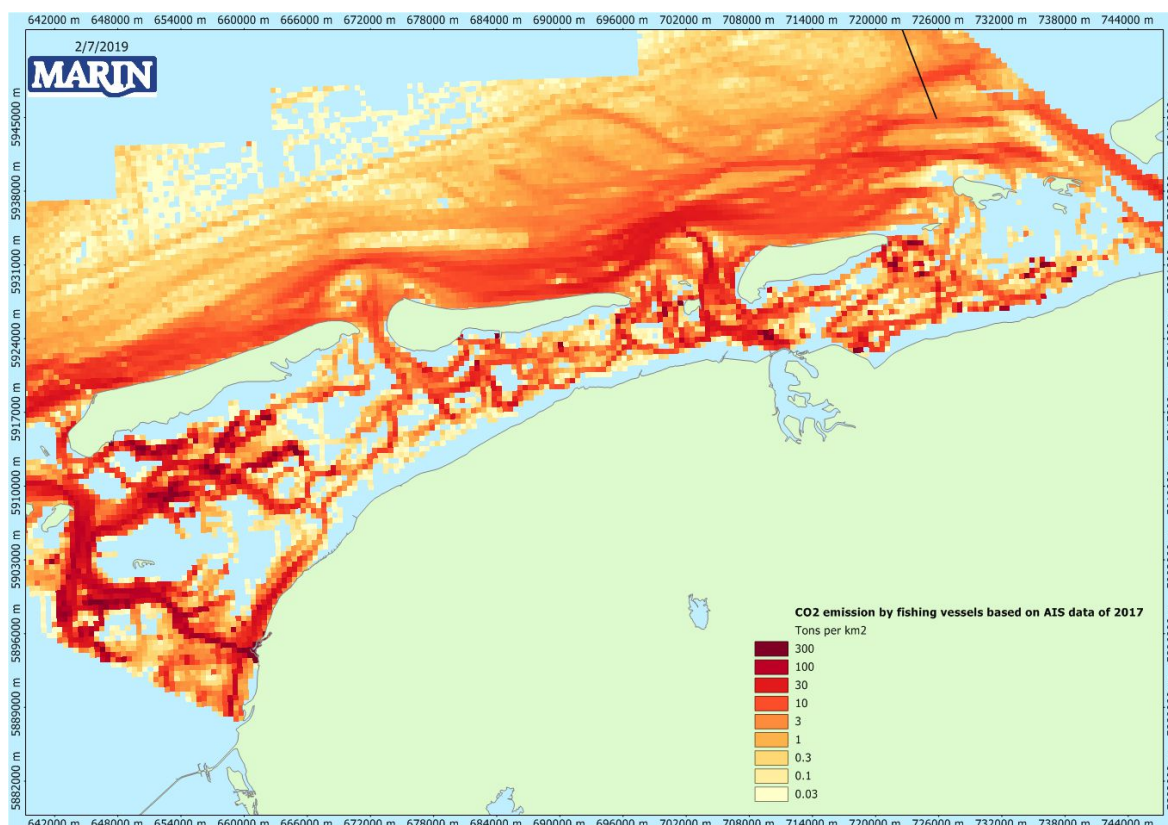 642000 m 648000 m 654000 m 660000 m 666000 m 672000 m 678000 m 684000 m 690000 m 696000 m 702000 m 708000 m 714000 m 720000 m 726000 m 732000 m 738000 m 744000 m
2/7/2019
MARIN
5945000 m
5938000 m
5931000 m
5924000 m
5917000 m
5910000 m
5903000 m
5896000 m
5889000 m
5882000 m
CO2 emission by fishing vessels based on AIS data of 2017
Tons per km2
300
100
30
10
3
1
0.3
0.1
0.03
642000 m 648000 m 654000 m 660000 m 666000 m 672000 m 678000 m 684000 m 690000 m 696000 m 702000 m 708000 m 714000 m 720000 m 726000 m 732000 m 738000 m 744000 m